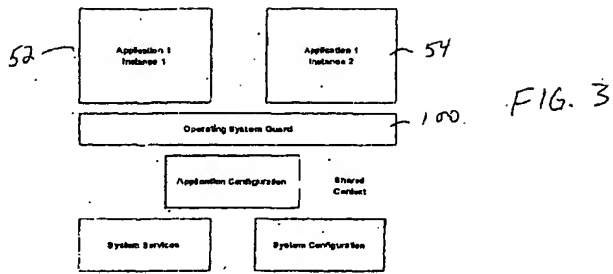 52
Application 1
Instance 1
Application 1
Instance 2
54
Operating System Guard
100
FIG. 3
Application Configuration
Shared
Context
System Services
System Configuration